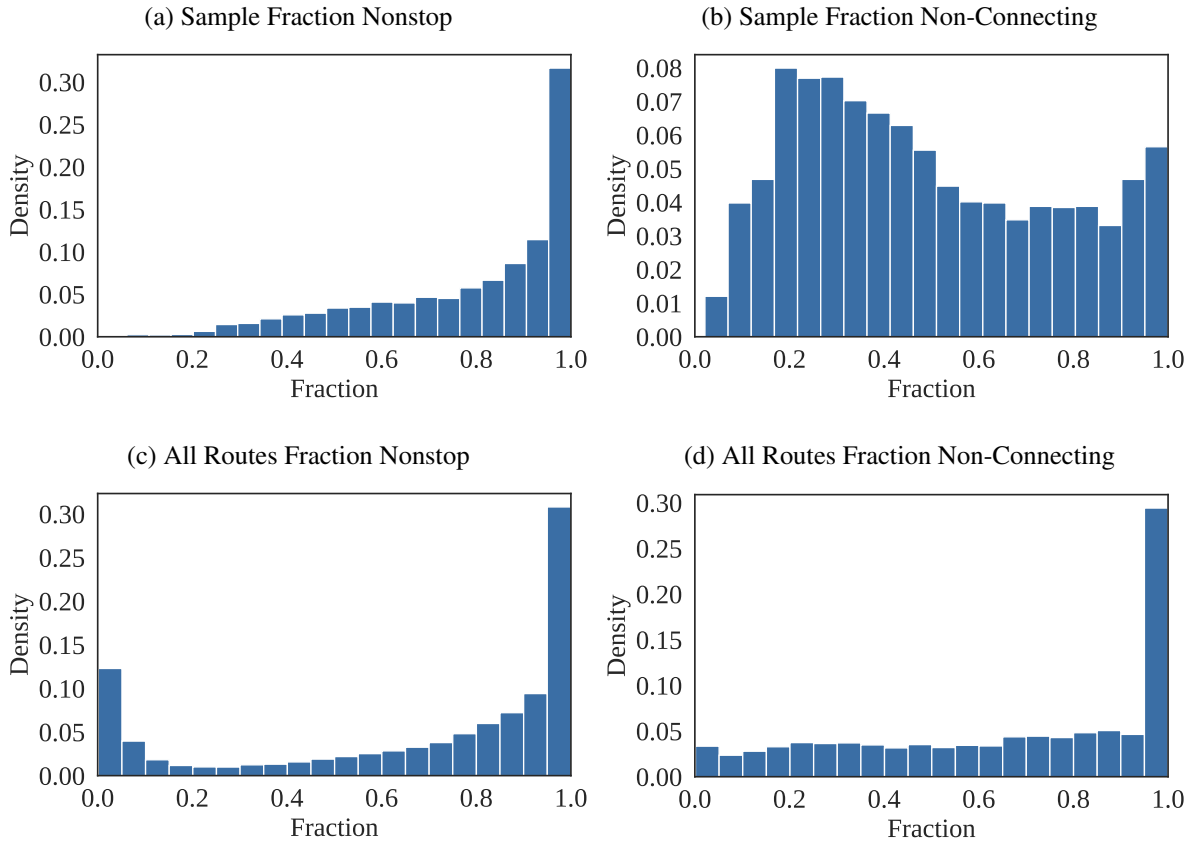 (a) Sample Fraction Nonstop
Density
0.30
0.25
0.20
0.15
0.10
0.05
0.00
0.0 0.2 0.4 0.6 0.8 1.0
Fraction
(b) Sample Fraction Non-Connecting
Density
0.08
0.07
0.06
0.05
0.04
0.03
0.02
0.01
0.00
0.0 0.2 0.4 0.6 0.8 1.0
Fraction
(c) All Routes Fraction Nonstop
Density
0.30
0.25
0.20
0.15
0.10
0.05
0.00
0.0 0.2 0.4 0.6 0.8 1.0
Fraction
(d) All Routes Fraction Non-Connecting
Density
0.30
0.25
0.20
0.15
0.10
0.05
0.00
0.0 0.2 0.4 0.6 0.8 1.0
Fraction